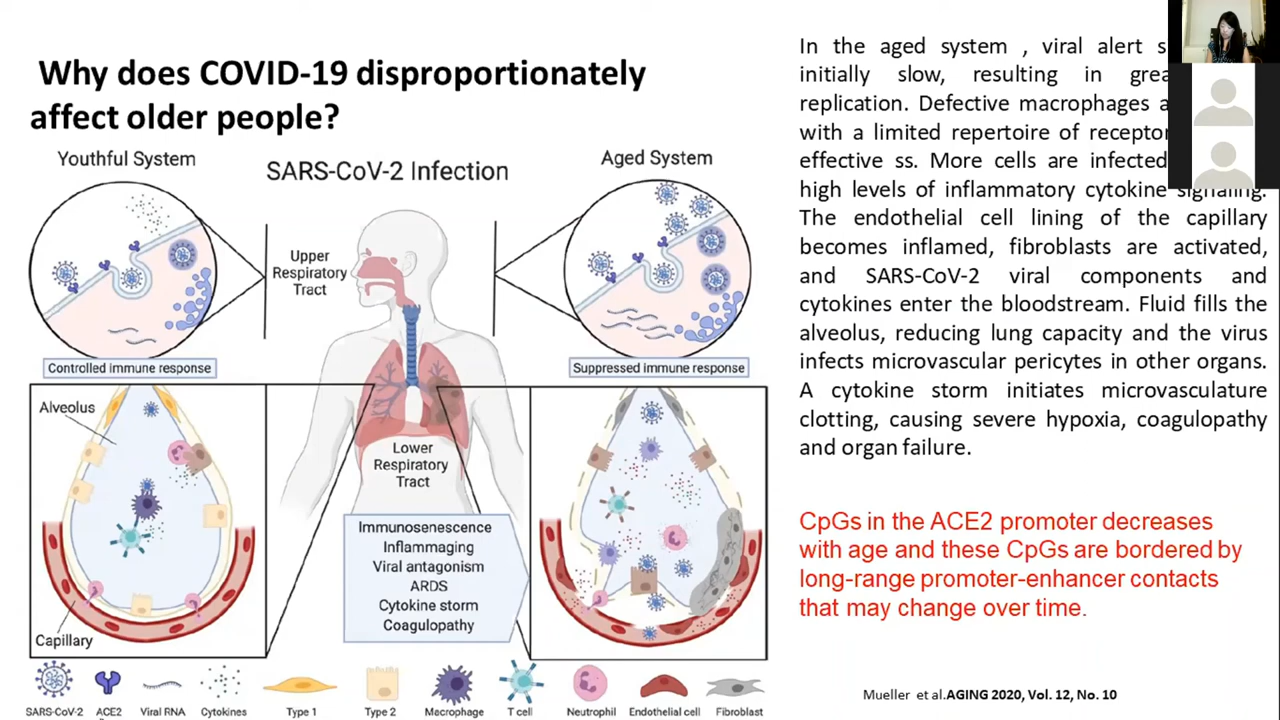 Why does COVID-19 disproportionately
affect older people?
Youthful System
SARS-CoV-2 Infection
Aged System
Upper
Respiratory
Tract
Controlled immune response
Suppressed immune response
Alveolus
Lower
Respiratory
Tract
Immunosenescence
Inflammaging
Viral antagonism
ARDS
Cytokine storm
Coagulopathy
Capillary
SARS-CoV-2
ACE2
Viral RNA
Cytokines
Type 1
Type 2
Macrophage
T cell
Neutrophil
Endothelial cell
Fibroblast
In the aged system , viral alert
initially slow, resulting in
replication. Defective macrophages
with a limited repertoire of
effective ss. More cells are infected
high levels of inflammatory cytokine signaling.
The endothelial cell lining of the capillary
becomes inflamed, fibroblasts are activated,
and SARS-CoV-2 viral components and
cytokines enter the bloodstream. Fluid fills the
alveolus, reducing lung capacity and the virus
infects microvascular pericytes in other organs.
A cytokine storm initiates microvasculature
clotting, causing severe hypoxia, coagulopathy
and organ failure.
CpGs in the ACE2 promoter decreases
with age and these CpGs are bordered by
long-range promoter-enhancer contacts
that may change over time.
Mueller et al.AGING 2020, Vol. 12, No. 10